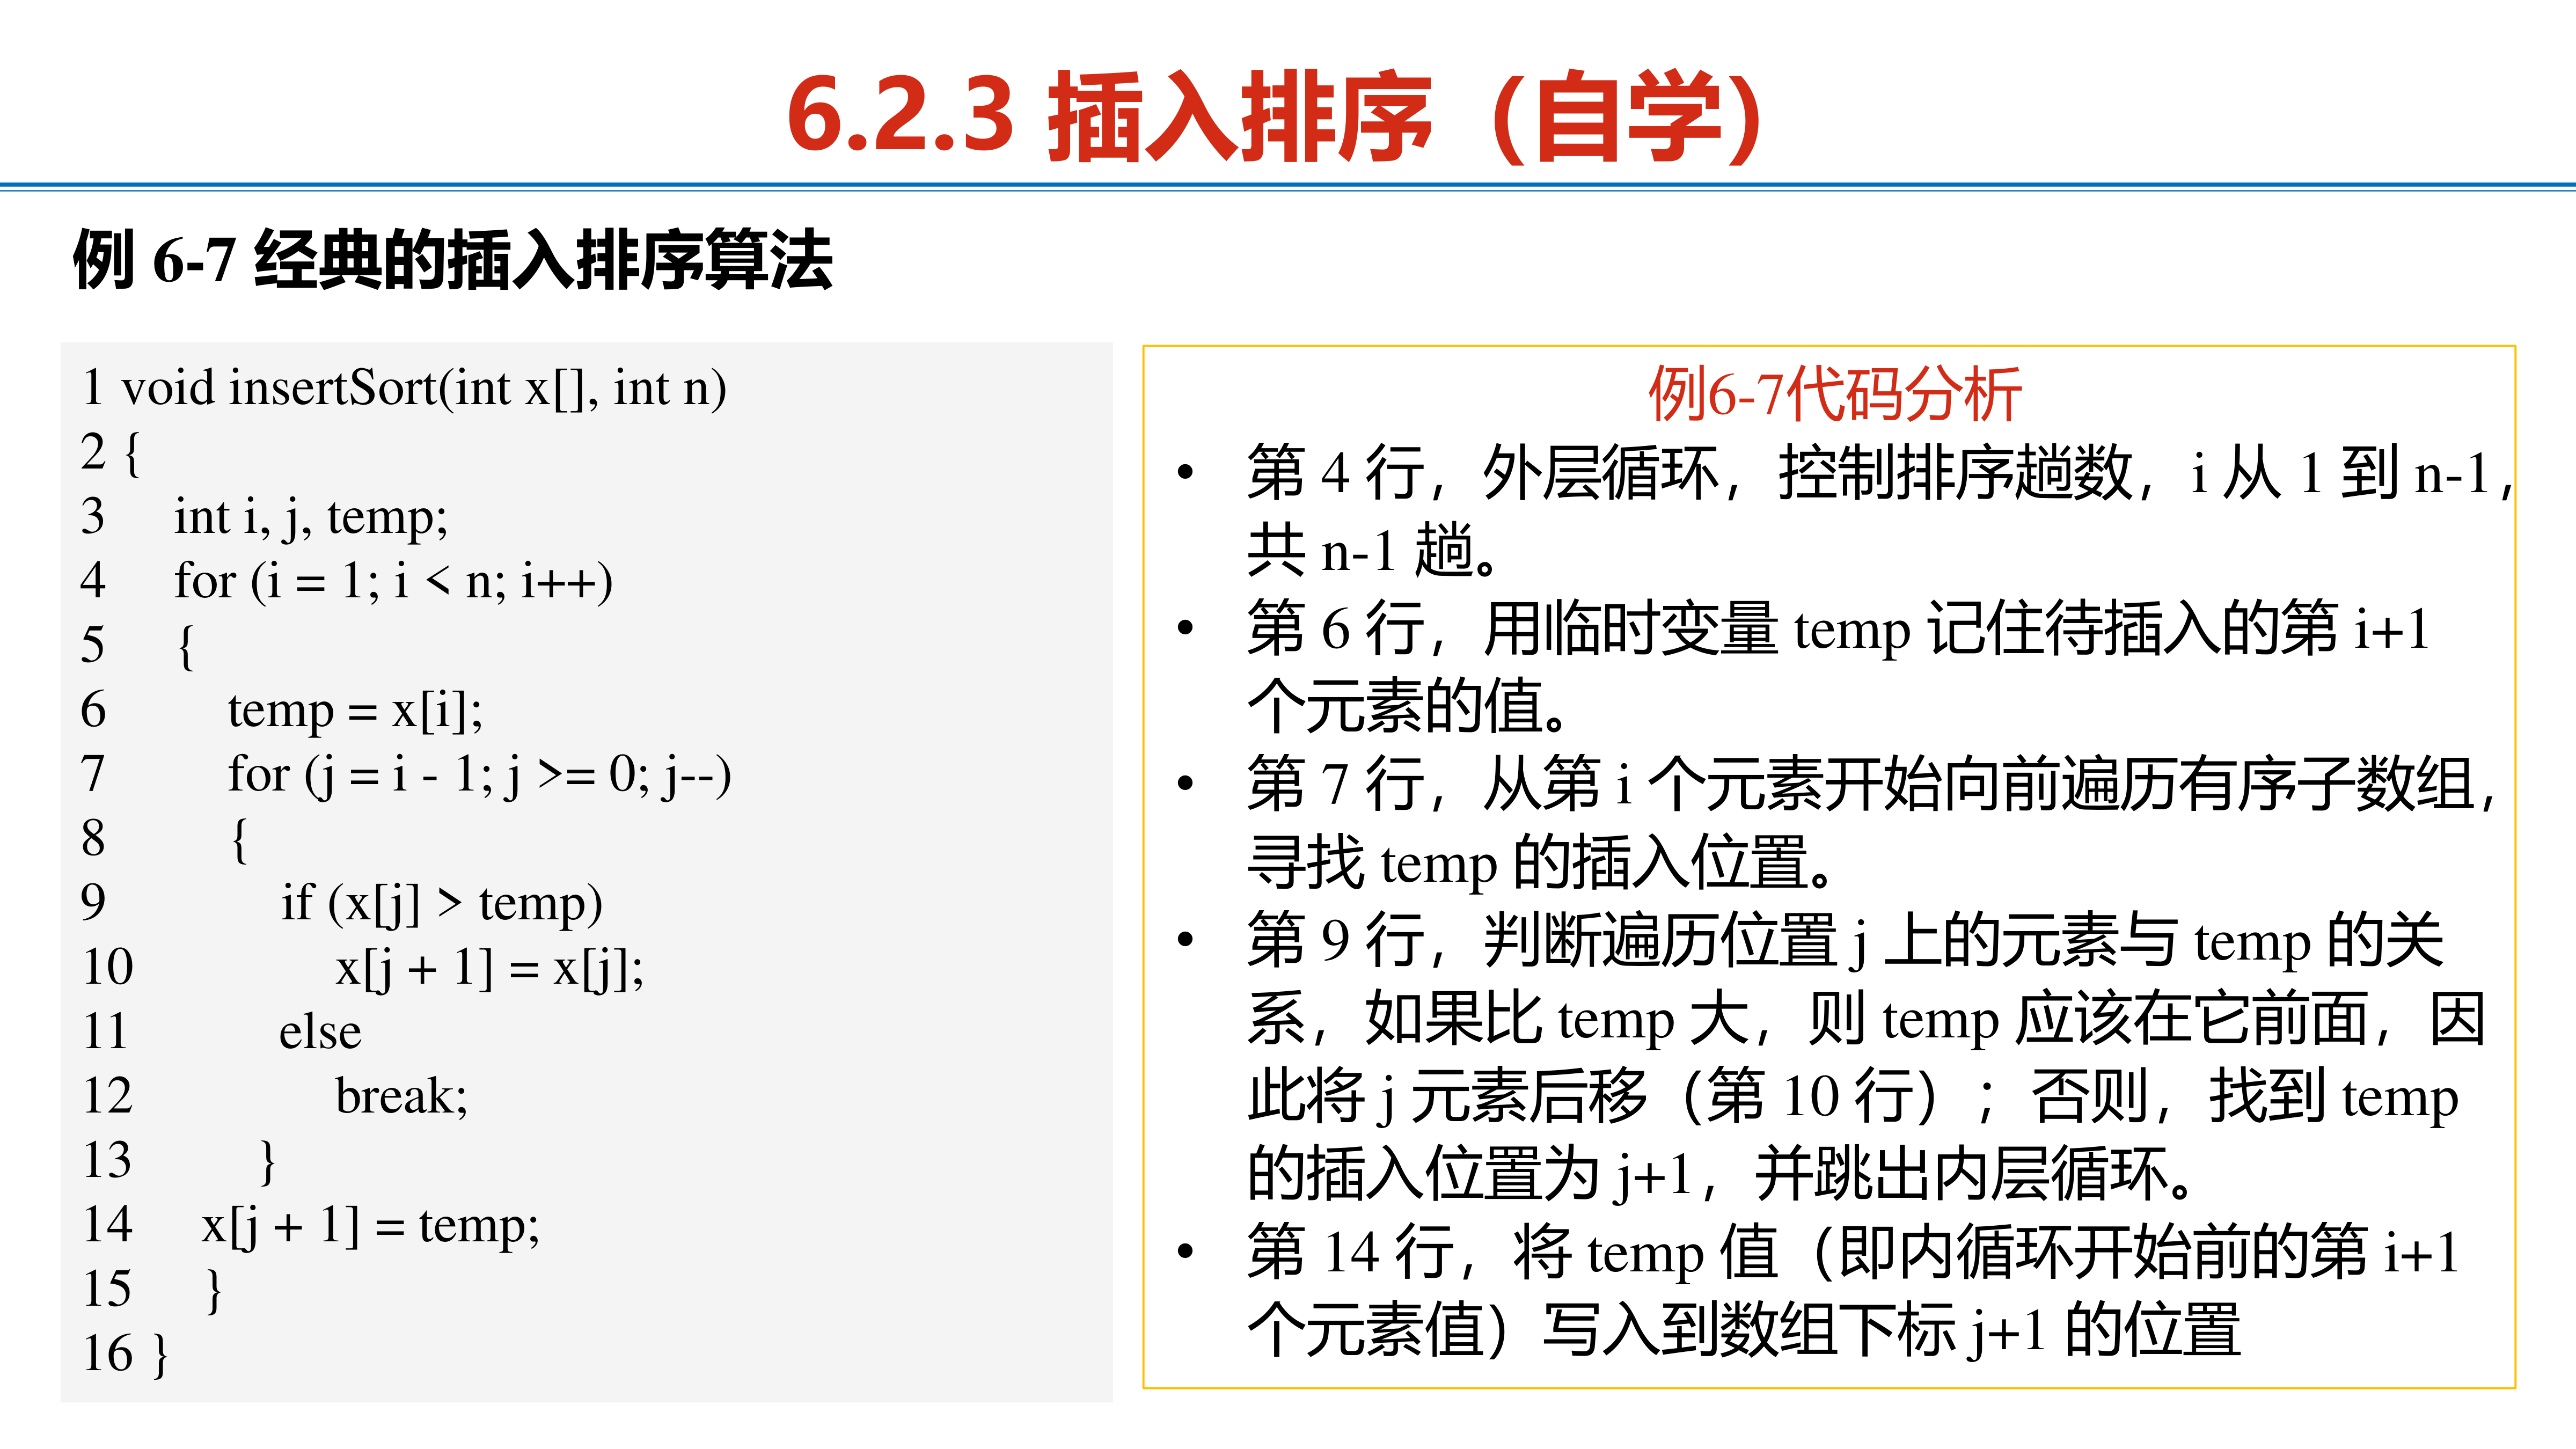 6.2.3 插入排序（自学）
例 6-7 经典的插入排序算法
1 void insertSort(int x[], int n)
2 {
3 int i, j, temp;
4 for (i = 1; i < n; i++)
5 {
6 temp = x[i];
7 for (j = i - 1; j >= 0; j--)
8 {
9 if (x[j] > temp)
10 x[j + 1] = x[j];
11 else
12 break;
13 }
14 x[j + 1] = temp;
15 }
16 }
例6-7代码分析
• 第 4 行，外层循环，控制排序趟数，i 从 1 到 n-1，
共 n-1 趟。
• 第 6 行，用临时变量 temp 记住待插入的第 i+1
个元素的值。
• 第 7 行，从第 i 个元素开始向前遍历有序子数组，
寻找 temp 的插入位置。
• 第 9 行，判断遍历位置 j 上的元素与 temp 的关
系，如果比 temp 大，则 temp 应该在它前面，因
此将 j 元素后移（第 10 行）；否则，找到 temp
的插入位置为 j+1，并跳出内层循环。
• 第 14 行，将 temp 值（即内循环开始前的第 i+1
个元素值）写入到数组下标 j+1 的位置